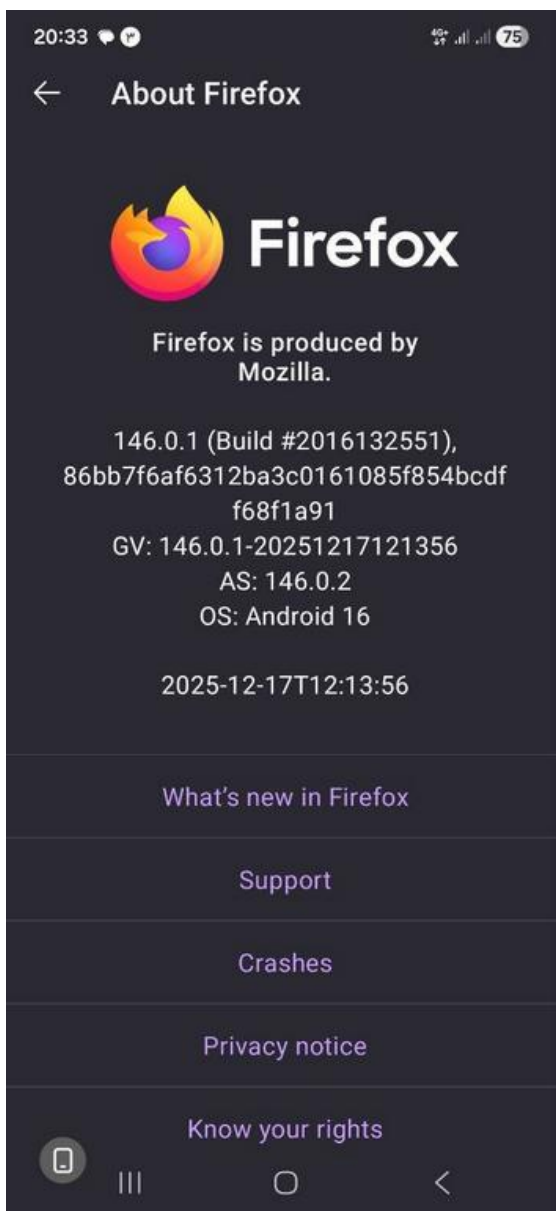 20:33 ٣ 4G+ 75
About Firefox
Firefox
Firefox is produced by
Mozilla.
146.0.1 (Build #2016132551),
86bb7f6af6312ba3c0161085f854bcdf
f68f1a91
GV: 146.0.1-20251217121356
AS: 146.0.2
OS: Android 16
2025-12-17T12:13:56
What’s new in Firefox
Support
Crashes
Privacy notice
Know your rights